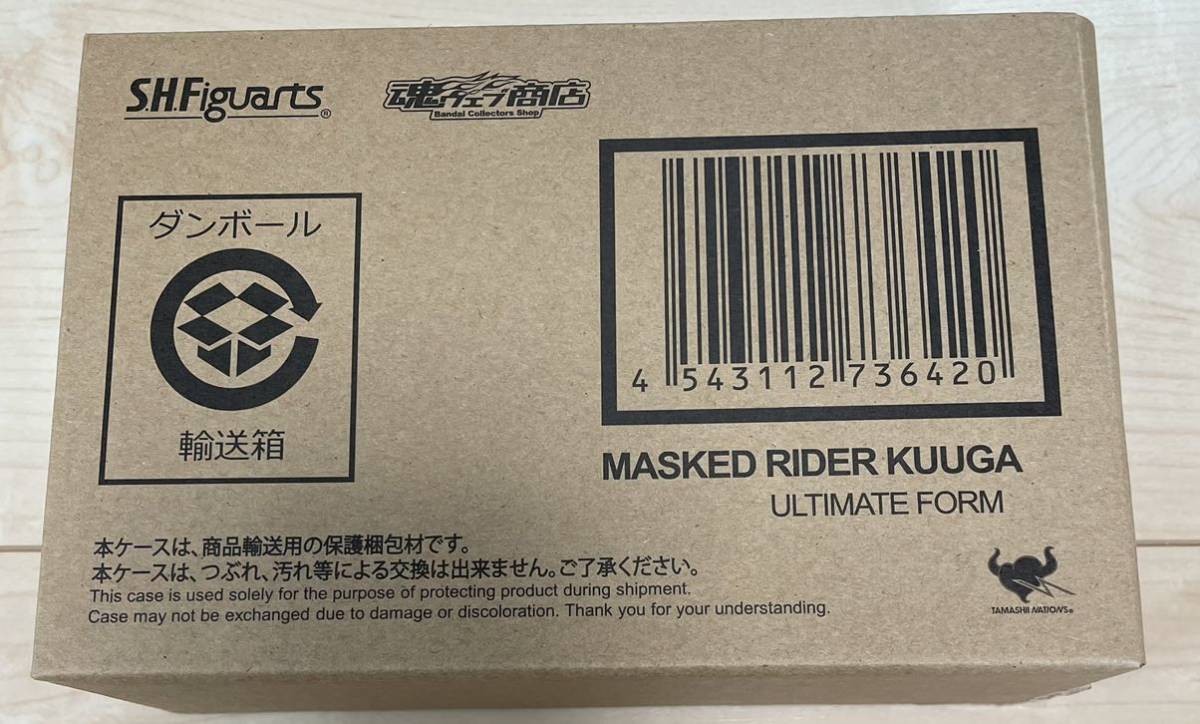 S.H.Figuarts®
魂ウェブ商店
Bandai Collectors Shop
ダンボール
輸送箱
4 543112 736420
MASKED RIDER KUUGA
ULTIMATE FORM
本ケースは、商品輸送用の保護梱包材です。
本ケースは、つぶれ、汚れ等による交換は出来ません。ご了承ください。
This case is used solely for the purpose of protecting product during shipment.
Case may not be exchanged due to damage or discoloration. Thank you for your understanding.
TAMASHII NATIONS®